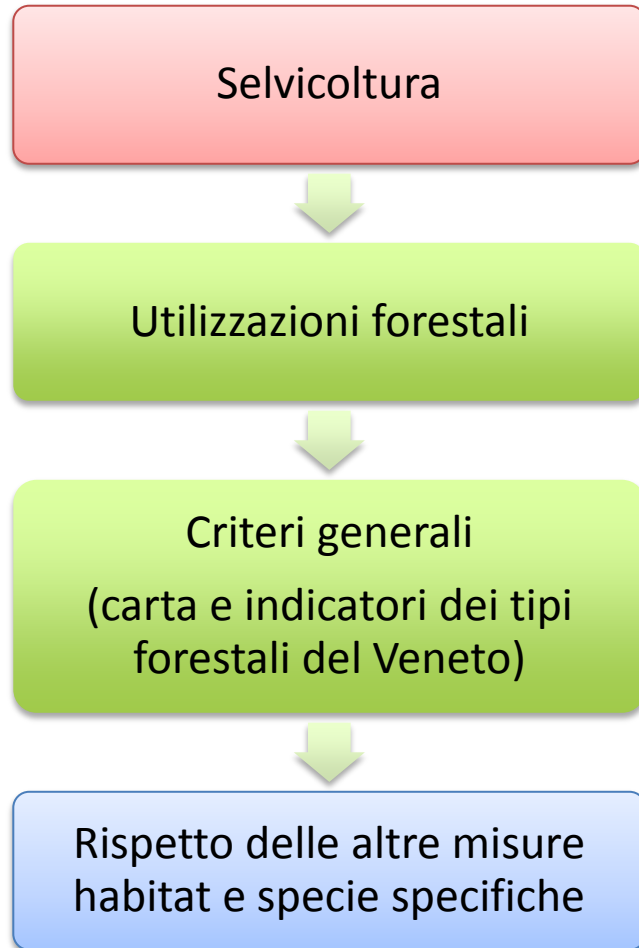 Selvicoltura
Utilizzazioni forestali
Criteri generali
(carta e indicatori dei tipi
forestali del Veneto)
Rispetto delle altre misure
habitat e specie specifiche